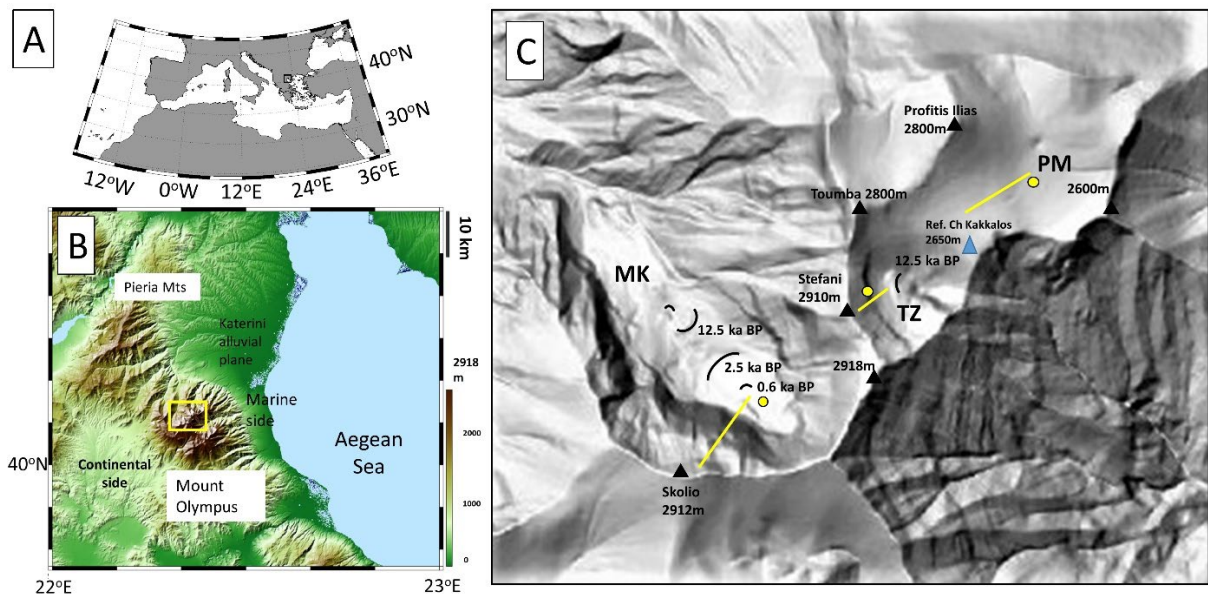 A
40°N
30°N
12°W
0°W
12°E
24°E
36°E
B
10 km
Pieria Mts
Katerini
alluvial
plane
2918
m
Marine
side
2000
Aegean
Sea
40°N
Continental
side
1000
Mount
Olympus
0
22°E
23°E
C
Profitis Ilias
2800m
PM
Toumba 2800m
2600m
Ref. Ch Kakkalos
2650m
MK
12.5 ka BP
Stefani
2910m
TZ
12.5 ka BP
2.5 ka BP
2918m
0.6 ka BP
Skolio
2912m